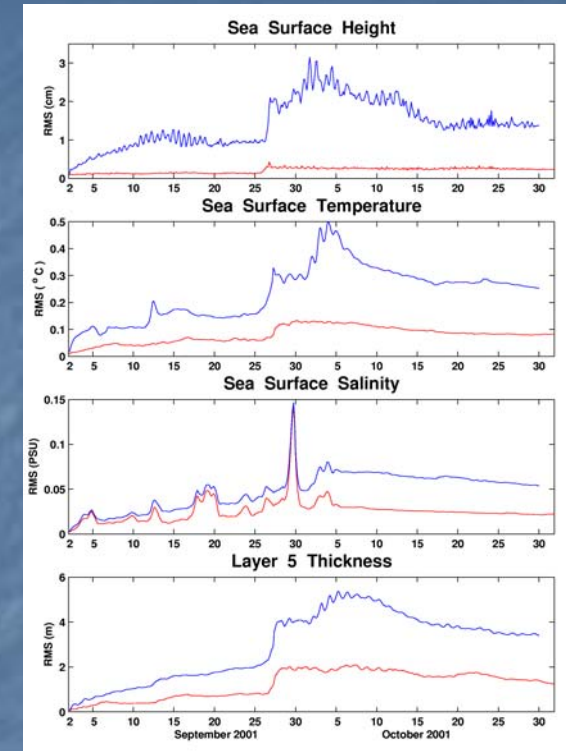 Sea Surface Height
3
2
1
0
RMS (cm)
2 5 10 15 20 25 30 5 10 15 20 25 30
Sea Surface Temperature
0.5
0.4
0.3
0.2
0.1
0
RMS (°C)
2 5 10 15 20 25 30 5 10 15 20 25 30
Sea Surface Salinity
0.15
0.1
0.05
0
RMS (PSU)
2 5 10 15 20 25 30 5 10 15 20 25 30
Layer 5 Thickness
6
4
2
0
RMS (m)
2 5 10 15 20 25 30 5 10 15 20 25 30
September 2001 October 2001